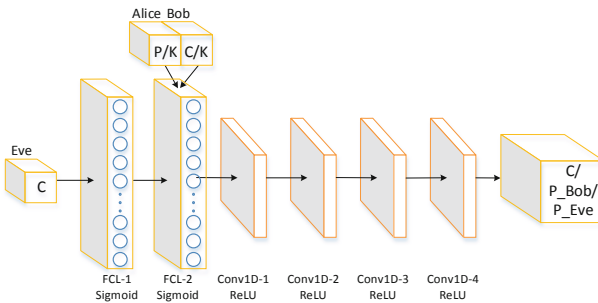 Alice Bob
P/K C/K
Eve
C
C/
P_Bob/
P_Eve
FCL-1 FCL-2 Conv1D-1 Conv1D-2 Conv1D-3 Conv1D-4
Sigmoid Sigmoid ReLU ReLU ReLU ReLU